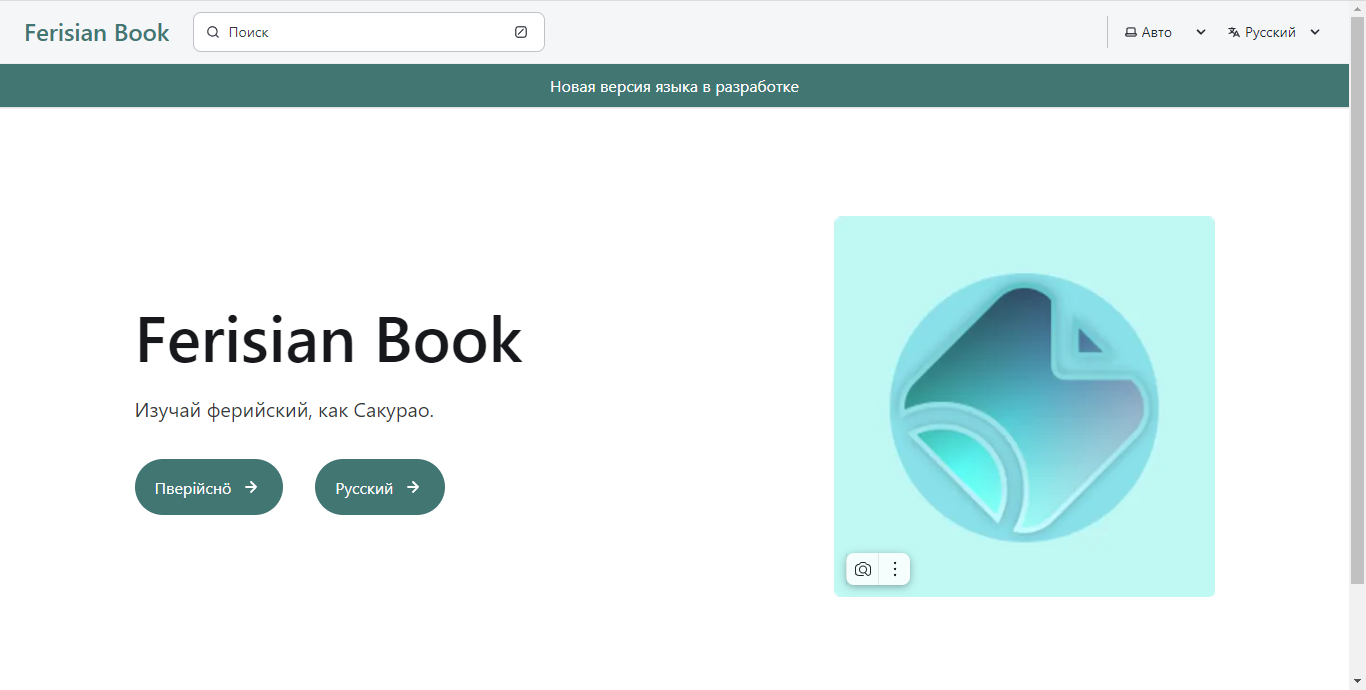 Ferisian Book
Поиск
Авто
Русский
Новая версия языка в разработке
Ferisian Book
Изучай ферийский, как Сакурао.
Пверійснӧ
Русский